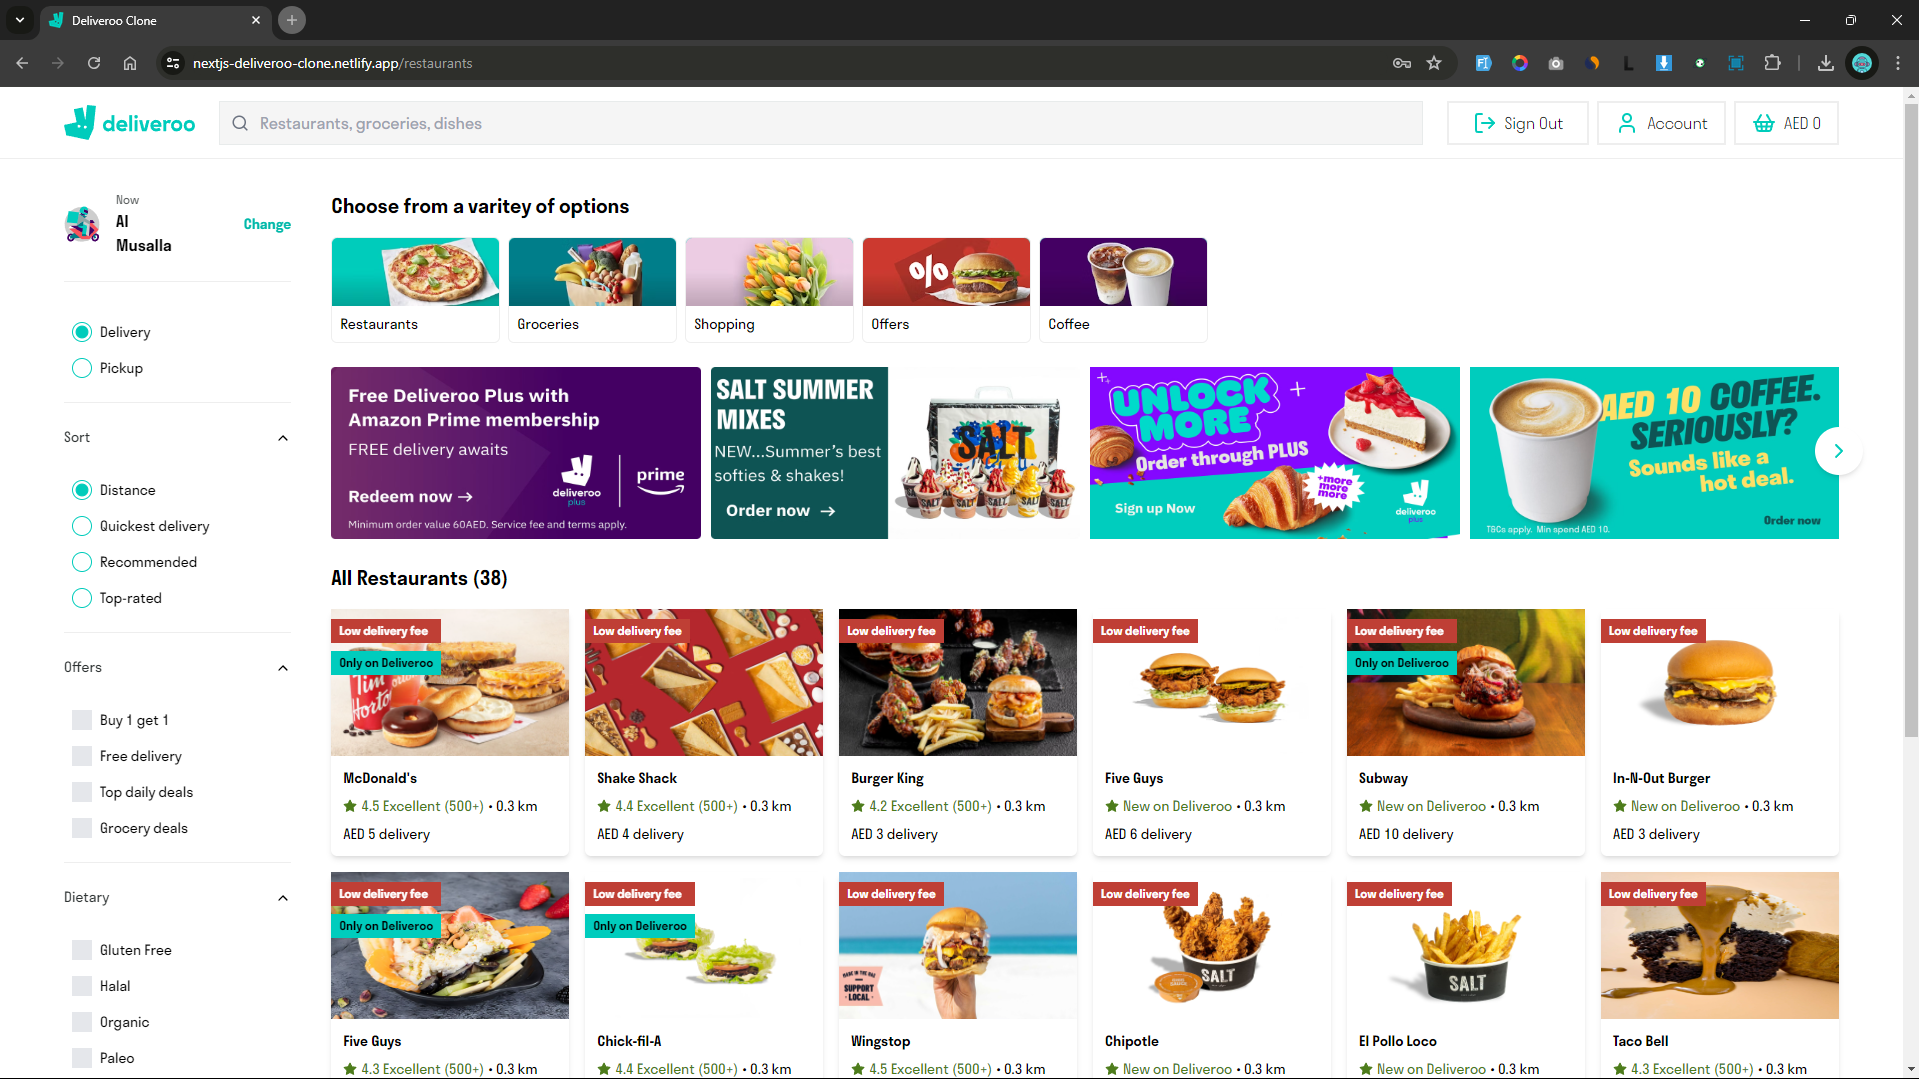 Deliveroo Clone
nextjs-deliveroo-clone.netlify.app/restaurants
deliveroo
Restaurants, groceries, dishes
Sign Out
Account
AED 0
Now
Al
Musalla
Change
Delivery
Pickup
Sort
Distance
Quickest delivery
Recommended
Top-rated
Offers
Buy 1 get 1
Free delivery
Top daily deals
Grocery deals
Dietary
Gluten Free
Halal
Organic
Paleo
Choose from a varitey of options
%
Restaurants
Groceries
Shopping
Offers
Coffee
Free Deliveroo Plus with
Amazon Prime membership
FREE delivery awaits
Redeem now →
deliveroo
plus
prime
Minimum order value 60AED. Service fee and terms apply.
SALT SUMMER
MIXES
NEW...Summer's best
softies & shakes!
Order now →
SALT
SALT SALT SALT SALT SALT
UNLOCK
MORE
Order through PLUS
+more
more
more
Sign up Now
deliveroo
plus
AED 10 COFFEE.
SERIOUSLY?
Sounds like a
hot deal.
T&Cs apply. Min spend AED 10.
Order now
All Restaurants (38)
Low delivery fee
Only on Deliveroo
Tim
Horto
McDonald's
4.5 Excellent (500+) • 0.3 km
AED 5 delivery
Low delivery fee
Shake Shack
4.4 Excellent (500+) • 0.3 km
AED 4 delivery
Low delivery fee
Burger King
4.2 Excellent (500+) • 0.3 km
AED 3 delivery
Low delivery fee
Five Guys
New on Deliveroo • 0.3 km
AED 6 delivery
Low delivery fee
Only on Deliveroo
Subway
New on Deliveroo • 0.3 km
AED 10 delivery
Low delivery fee
In-N-Out Burger
New on Deliveroo • 0.3 km
AED 3 delivery
Low delivery fee
Only on Deliveroo
Five Guys
4.3 Excellent (500+) • 0.3 km
Low delivery fee
Only on Deliveroo
Chick-fil-A
4.4 Excellent (500+) • 0.3 km
Low delivery fee
MADE IN THE UAE
SUPPORT
LOCAL
Wingstop
4.5 Excellent (500+) • 0.3 km
Low delivery fee
SALT
Chipotle
New on Deliveroo • 0.3 km
Low delivery fee
SALT
El Pollo Loco
New on Deliveroo • 0.3 km
Low delivery fee
Taco Bell
4.3 Excellent (500+) • 0.3 km